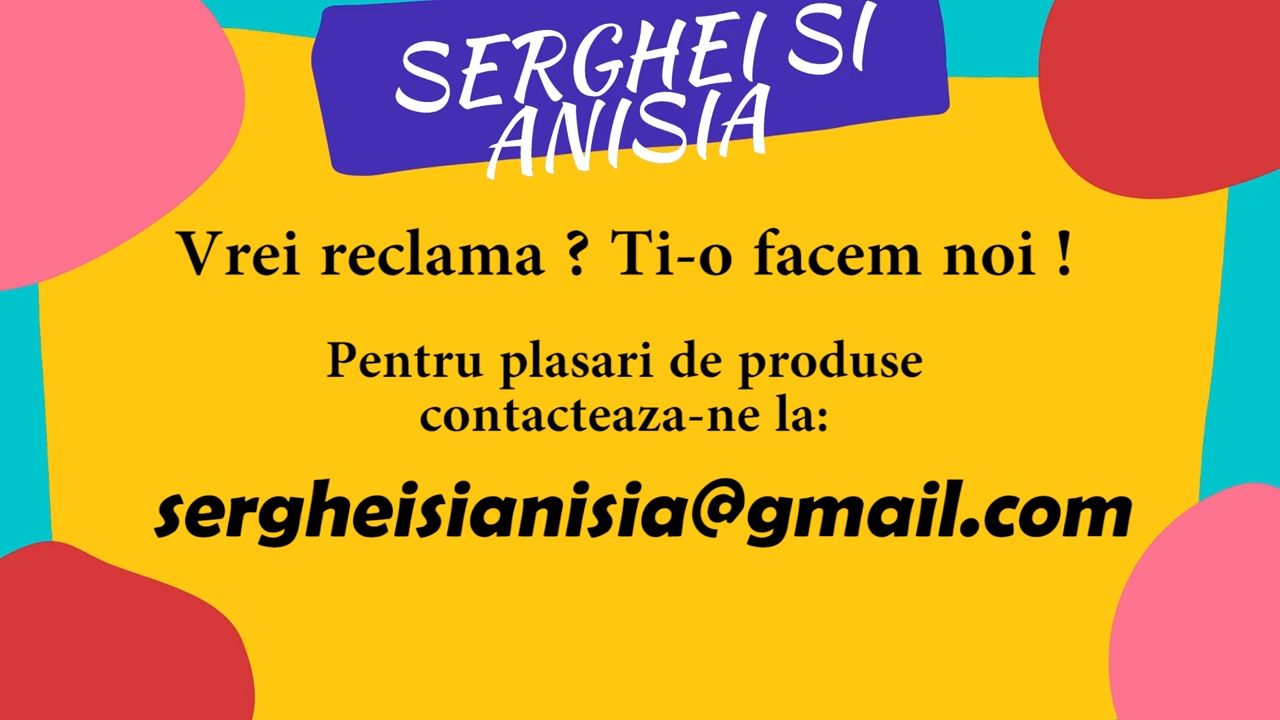 SERGHEI SI
ANISIA
Vrei reclama ? Ti-o facem noi !
Pentru plasari de produse
contacteaza-ne la:
sergheisianisia@gmail.com